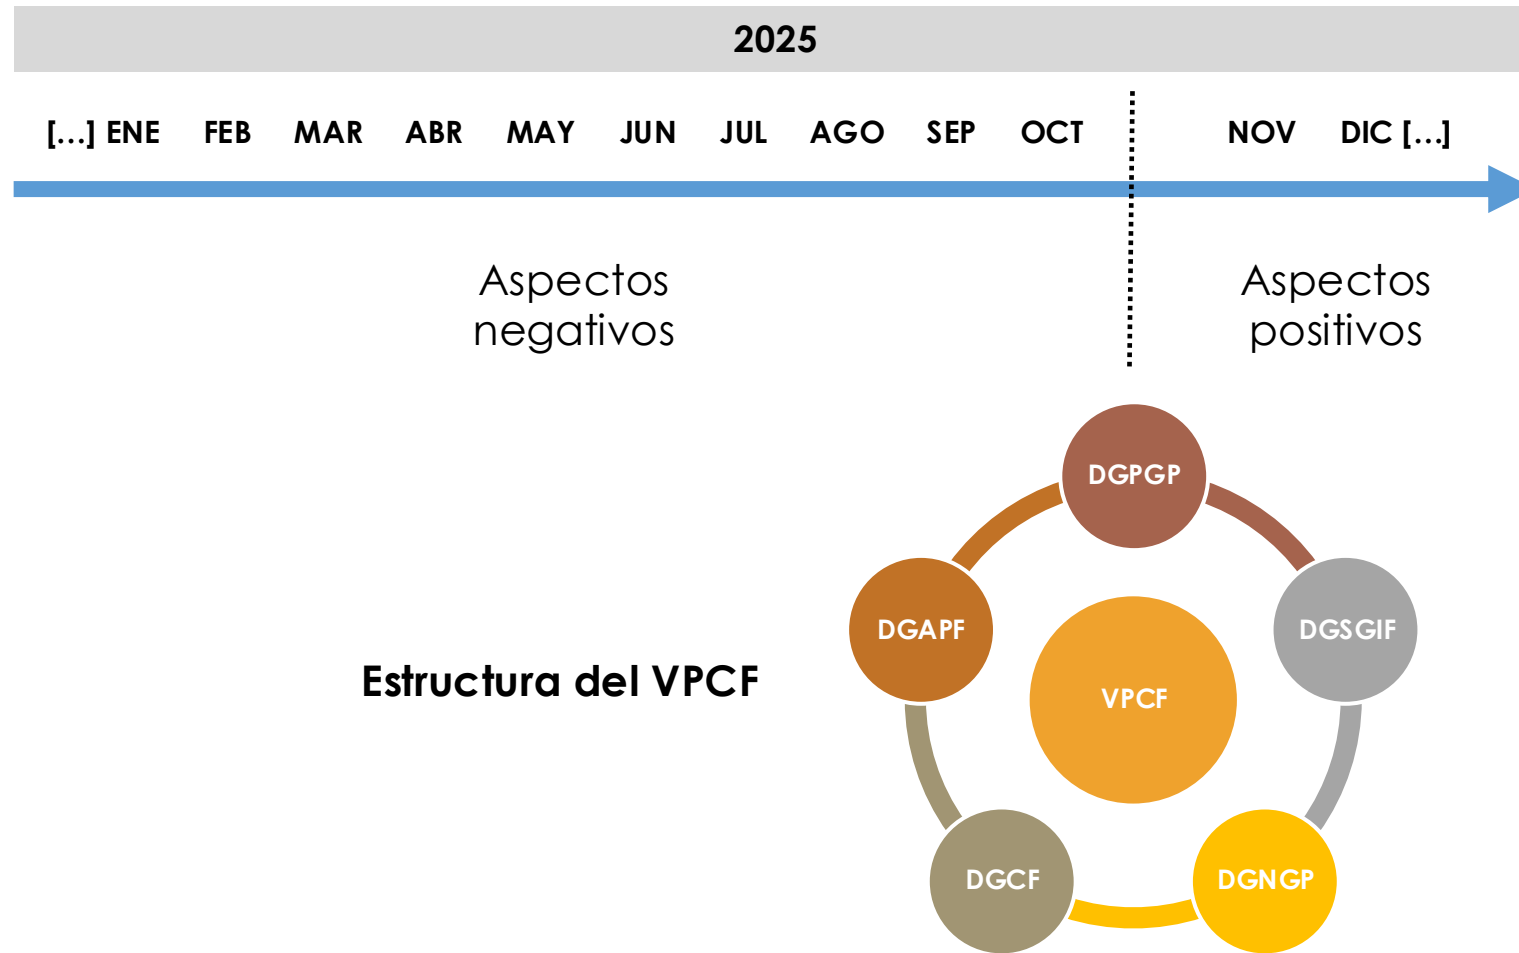 2025
[…] ENE FEB MAR ABR MAY JUN JUL AGO SEP OCT NOV DIC […]
Aspectos
negativos
Aspectos
positivos
DGPGP
DGAPF
DGSGIF
Estructura del VPCF
VPCF
DGCF
DGNGP